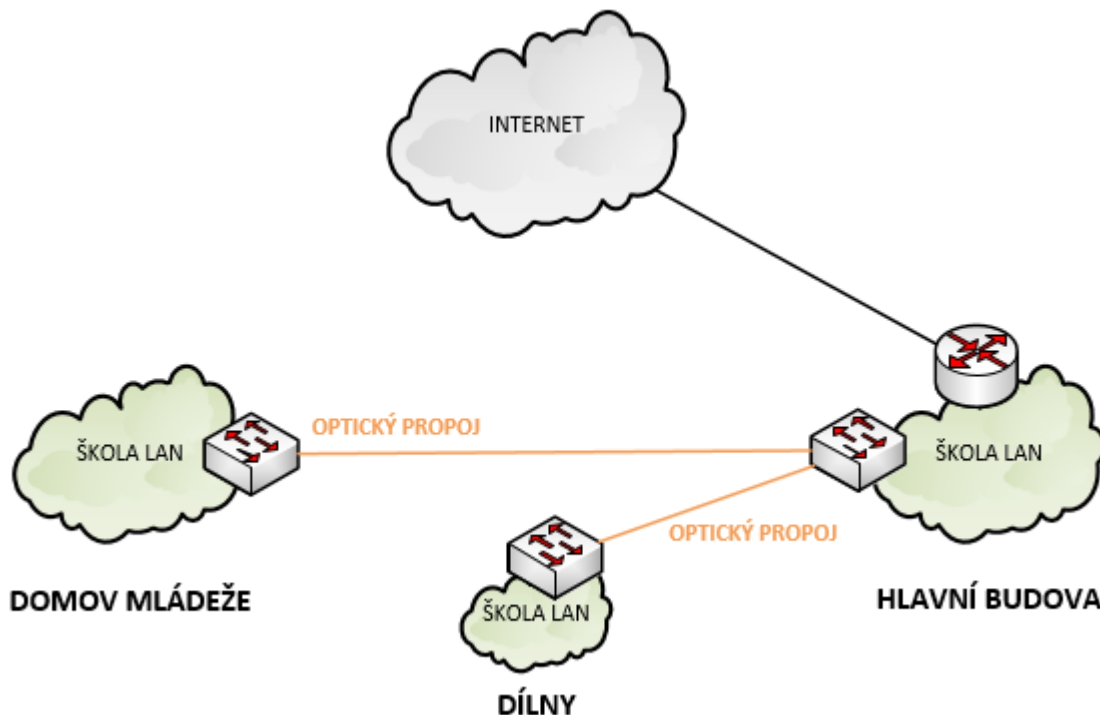 INTERNET
OPTICKÝ PROPOJ
ŠKOLA LAN
ŠKOLA LAN
OPTICKÝ PROPOJ
DOMOV MLÁDEŽE
ŠKOLA LAN
HLAVNÍ BUDOVA
DÍLNY